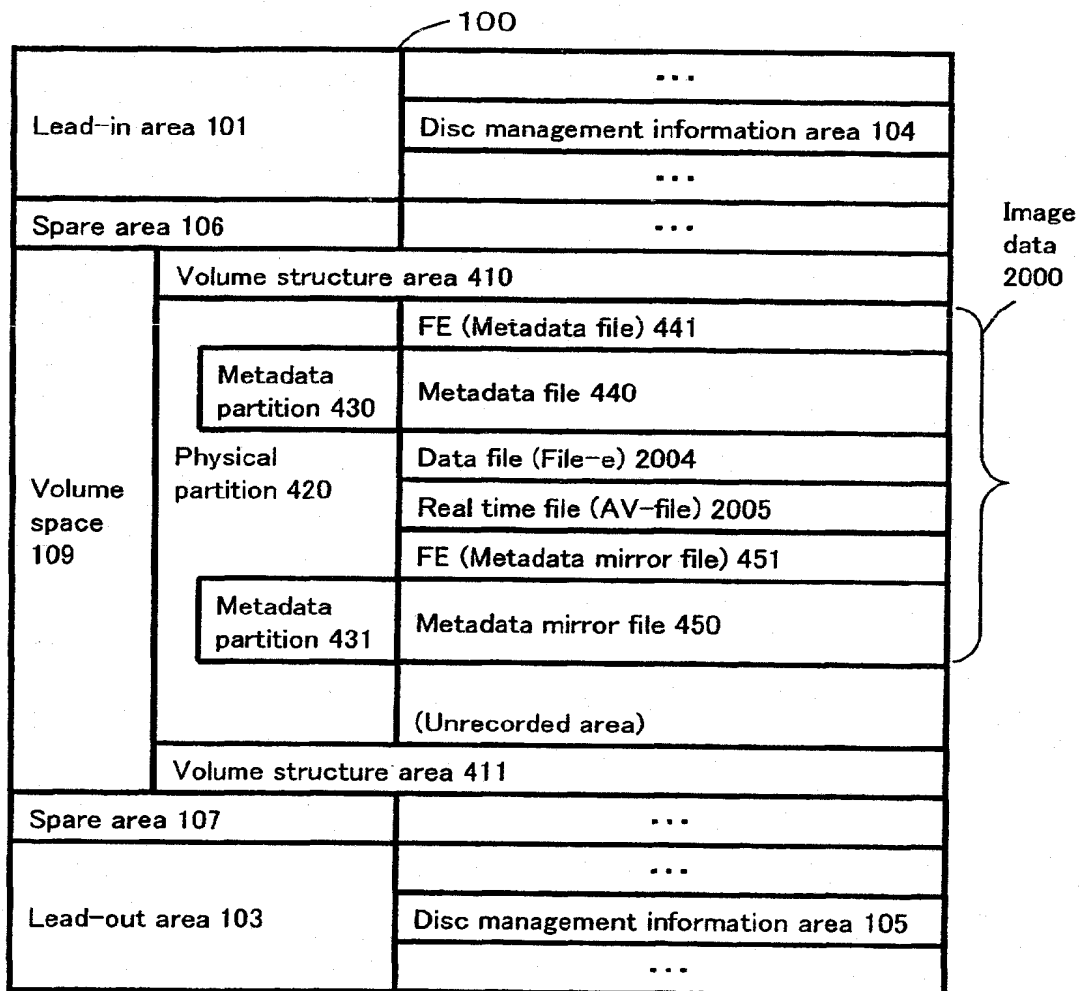 100
...
Lead-in area 101
Disc management information area 104
...
Spare area 106
...
Image
data
2000
Volume structure area 410
FE (Metadata file) 441
Metadata
partition 430
Metadata file 440
Physical
partition 420
Data file (File-e) 2004
Volume
space
109
Real time file (AV-file) 2005
FE (Metadata mirror file) 451
Metadata
partition 431
Metadata mirror file 450
(Unrecorded area)
Volume structure area 411
Spare area 107
...
...
Lead-out area 103
Disc management information area 105
...